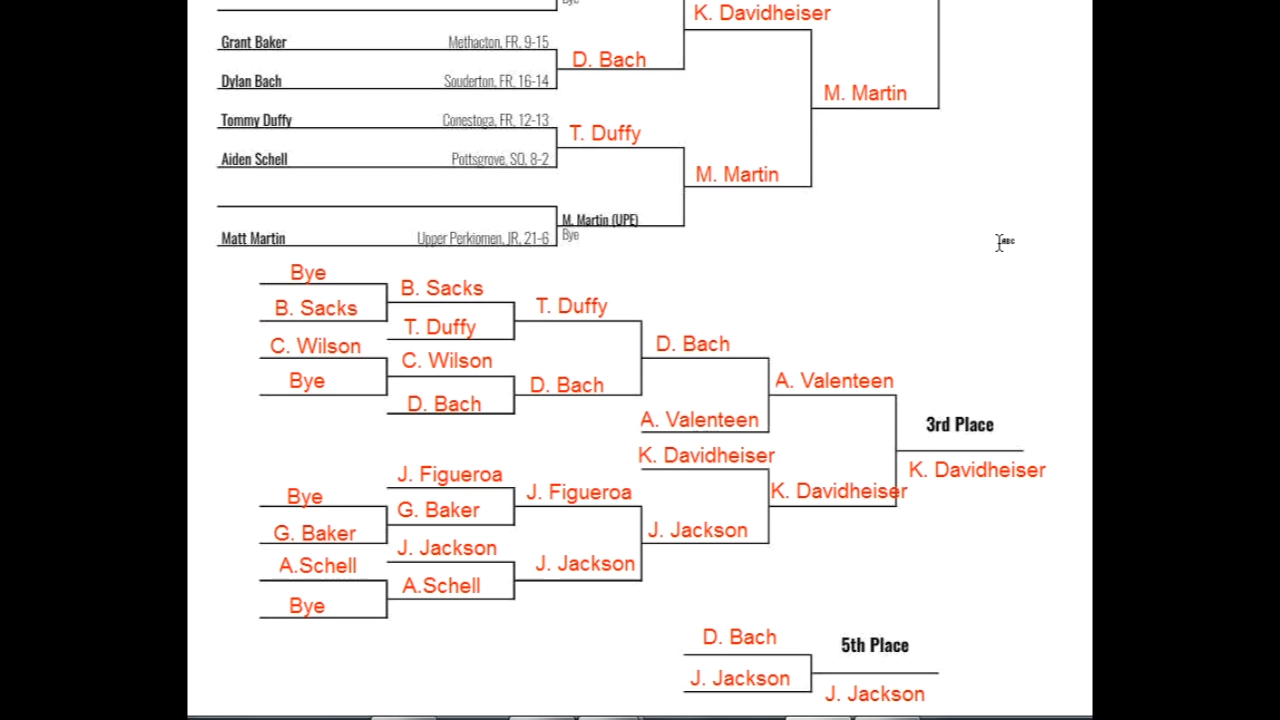 Bye
K. Davidheiser
Grant Baker Methacton, FR, 9-15
D. Bach
Dylan Bach Souderton, FR, 16-14
M. Martin
Tommy Duffy Conestoga, FR, 12-13
T. Duffy
Aiden Schell Pottsgrove, SO, 8-2
M. Martin
M. Martin (UPE)
Matt Martin Upper Perkiomen, JR, 21-6
Bye
ABC
Bye
B. Sacks
B. Sacks
T. Duffy
T. Duffy
C. Wilson
D. Bach
C. Wilson
Bye
A. Valenteen
D. Bach
D. Bach
A. Valenteen
3rd Place
K. Davidheiser
K. Davidheiser
J. Figueroa
J. Figueroa
K. Davidheiser
Bye
G. Baker
G. Baker
J. Jackson
J. Jackson
A.Schell
J. Jackson
A.Schell
Bye
D. Bach
5th Place
J. Jackson
J. Jackson